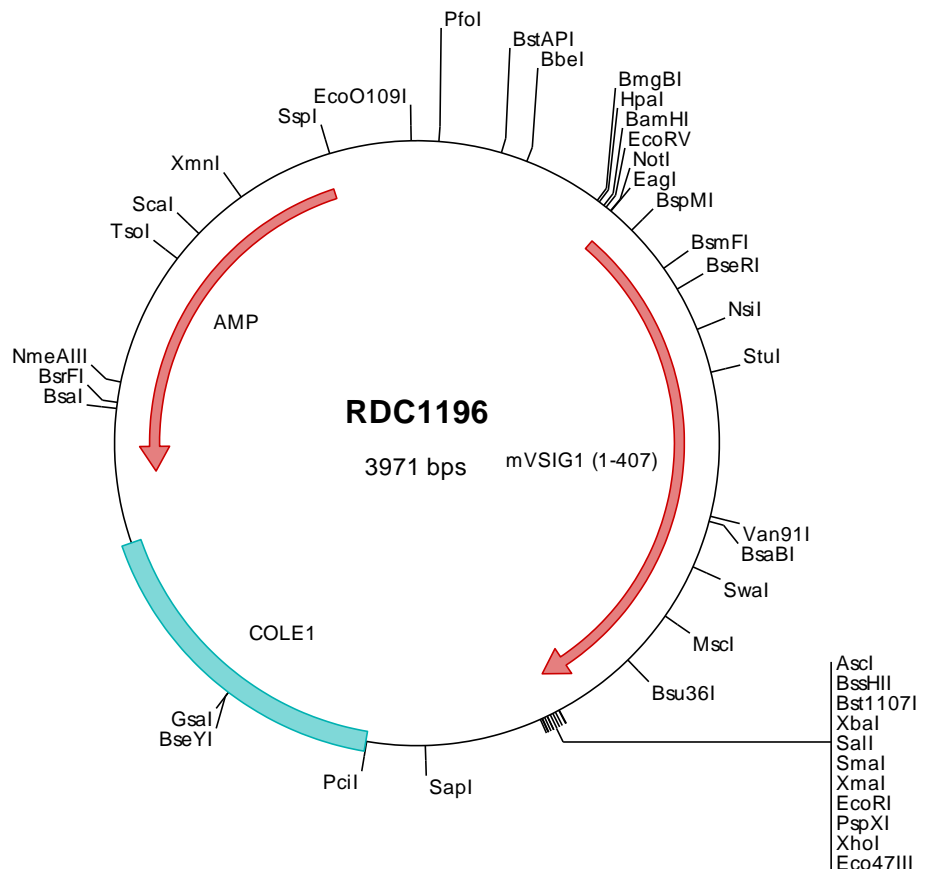 PfoI
BstAPI
BbeI
EcoO109I
SspI
XmnI
ScaI
TsoI
BmgBI
HpaI
BamHI
EcoRV
NotI
EagI
BspMI
BsmFI
BseRI
NsiI
StuI
AMP
NmeAIII
BsrFI
BsaI
RDC1196
3971 bps
mVSIG1 (1-407)
Van91I
BsaBI
SwaI
MscI
Bsu36I
COLE1
GsaI
BseYI
PciI
SapI
AscI
BssHII
Bst1107I
XbaI
SalI
SmaI
XmaI
EcoRI
PspXI
XhoI
Eco47III